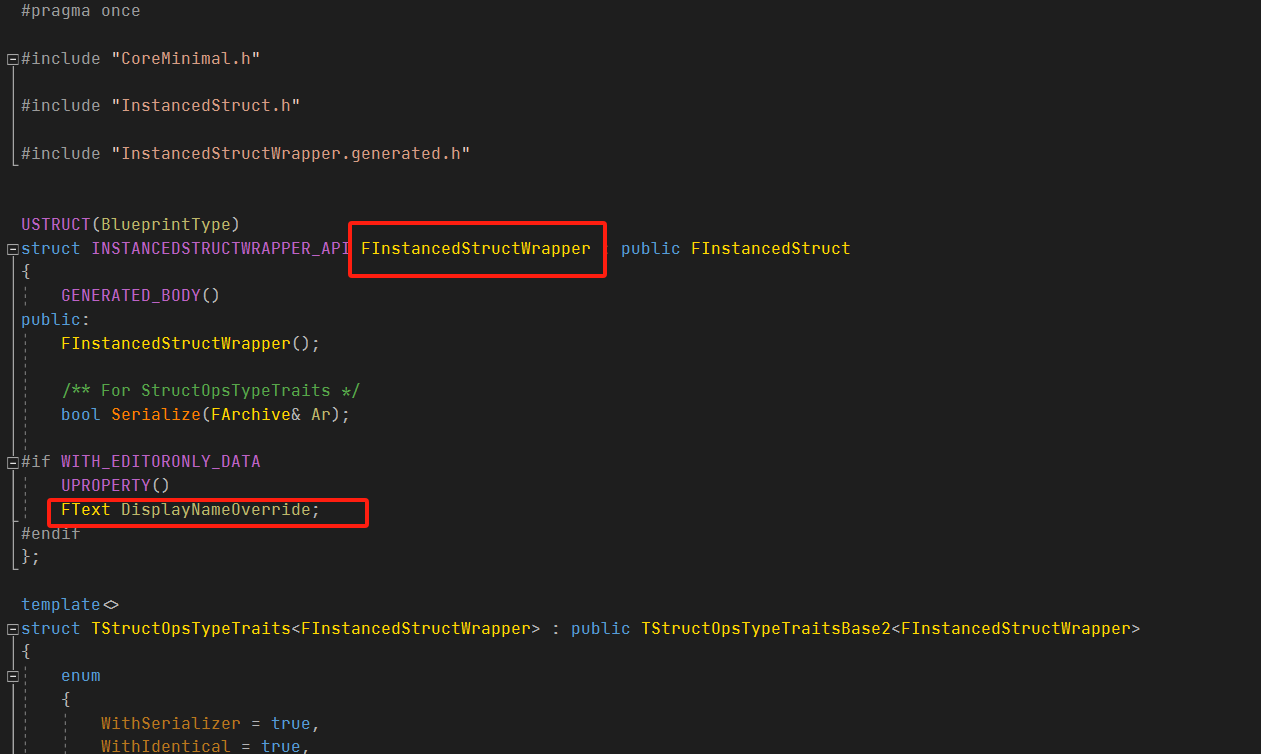 #pragma once
#include "CoreMinimal.h"
#include "InstancedStruct.h"
#include "InstancedStructWrapper.generated.h"
USTRUCT(BlueprintType)
struct INSTANCEDSTRUCTWRAPPER_API FInstancedStructWrapper public FInstancedStruct
{
GENERATED_BODY()
public:
FInstancedStructWrapper();
/** For StructOpsTypeTraits */
bool Serialize(FArchive& Ar);
#if WITH_EDITORONLY_DATA
UPROPERTY()
FText DisplayNameOverride;
#endif
};
template<>
struct TStructOpsTypeTraits<FInstancedStructWrapper> : public TStructOpsTypeTraitsBase2<FInstancedStructWrapper>
{
enum
{
WithSerializer = true,
WithIdentical = true,